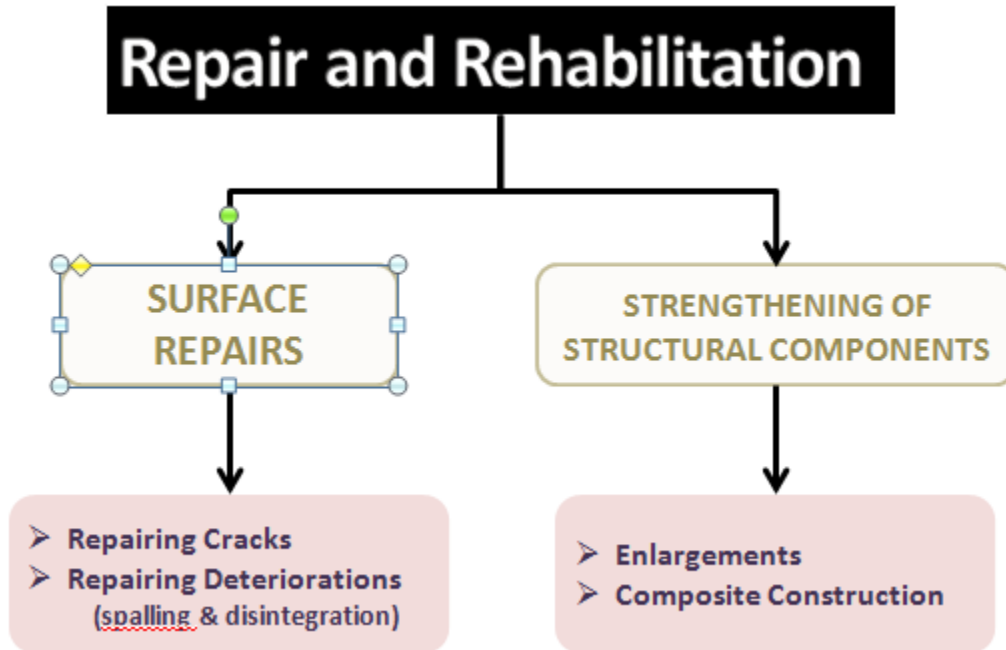 Repair and Rehabilitation
SURFACE
REPAIRS
STRENGTHENING OF
STRUCTURAL COMPONENTS
➢ Repairing Cracks
➢ Repairing Deteriorations
(spalling & disintegration)
➢ Enlargements
➢ Composite Construction